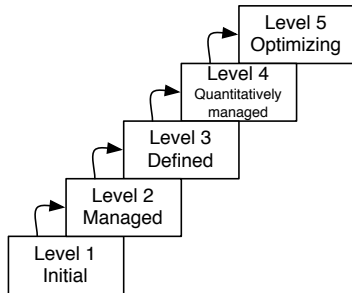 Level 5
Optimizing
Level 4
Quantitatively
managed
Level 3
Defined
Level 2
Managed
Level 1
Initial